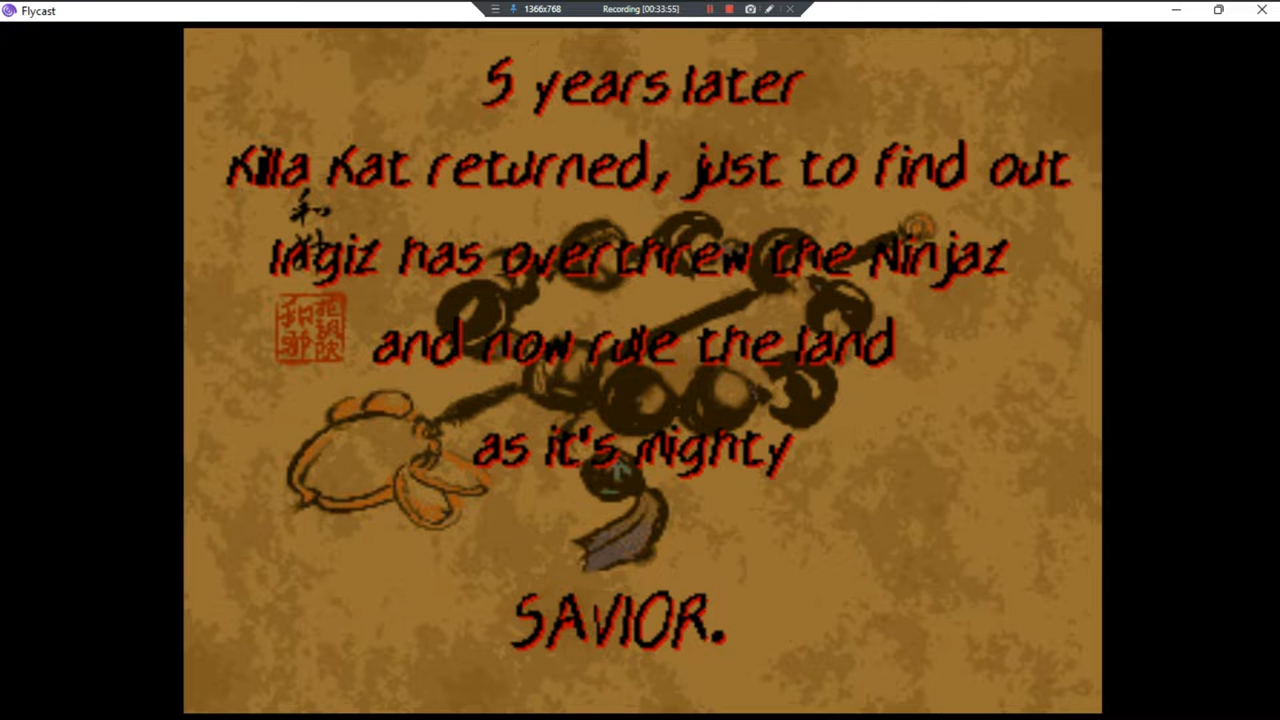 Flycast
1366x768
Recording [00:33:55]
5 years later
Killa Kat returned, just to find out
Ingiz has overthrew the Ninjaz
and now rule the land
as it's mighty
SAVIOR.